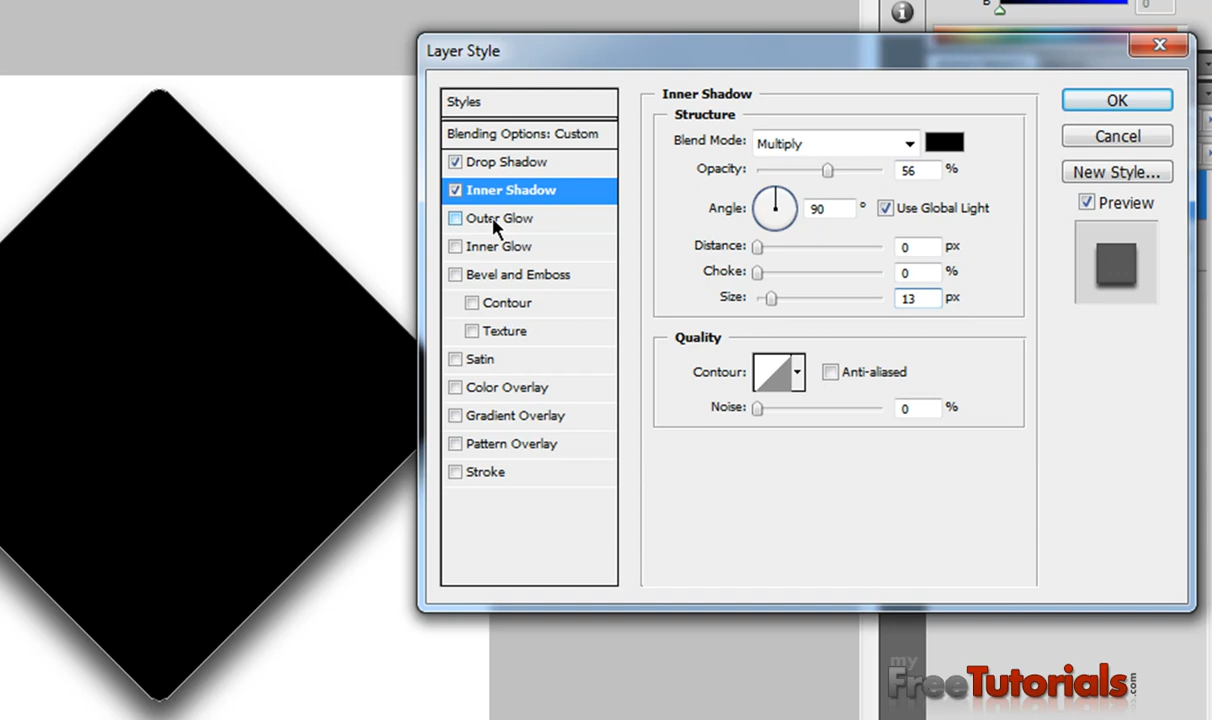 B
0
Layer Style
Styles
Blending Options: Custom
Drop Shadow
Inner Shadow
Outer Glow
Inner Glow
Bevel and Emboss
Contour
Texture
Satin
Color Overlay
Gradient Overlay
Pattern Overlay
Stroke
Inner Shadow
Structure
Blend Mode: Multiply
Opacity: 56 %
Angle: 90 ° Use Global Light
Distance: 0 px
Choke: 0 %
Size: 13 px
Quality
Contour: Anti-aliased
Noise: 0 %
OK
Cancel
New Style...
Preview
my
FreeTutorials.com